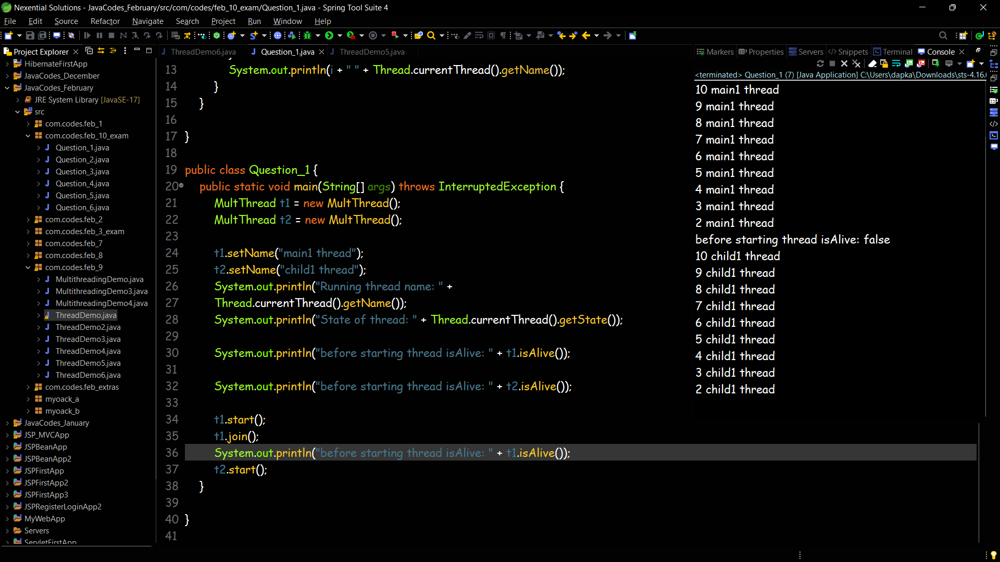 Nexential Solutions - JavaCodes_February/src/com/codes/feb_10_exam/Question_1.java - Spring Tool Suite 4
File Edit Source Refactor Navigate Search Project Run Window Help
Project Explorer
HibernateFirstApp
JavaCodes_December
JavaCodes_February
JRE System Library [JavaSE-17]
src
com.codes.feb_1
com.codes.feb_10_exam
Question_1.java
Question_2.java
Question_3.java
Question_4.java
Question_5.java
Question_6.java
com.codes.feb_2
com.codes.feb_3_exam
com.codes.feb_7
com.codes.feb_8
com.codes.feb_9
MultithreadingDemo.java
MultithreadingDemo3.java
MultithreadingDemo4.java
ThreadDemo.java
ThreadDemo2.java
ThreadDemo3.java
ThreadDemo4.java
ThreadDemo5.java
ThreadDemo6.java
com.codes.feb_extras
myoack_a
myoack_b
JavaCodes_January
JSP_MVCApp
JSPBeanApp
JSPBeanApp2
JSPFirstApp
JSPFirstApp2
JSPFirstApp3
JSPRegisterLoginApp2
MyWebApp
Servers
ServletFirstApp
ThreadDemo6.java Question_1.java ThreadDemo5.java
13 System.out.println(i + " " + Thread.currentThread().getName());
14 }
15 }
16
17 }
18
19 public class Question_1 {
20 public static void main(String[] args) throws InterruptedException {
21 MultThread t1 = new MultThread();
22 MultThread t2 = new MultThread();
23
24 t1.setName("main1 thread");
25 t2.setName("child1 thread");
26 System.out.println("Running thread name: " +
27 Thread.currentThread().getName());
28 System.out.println("State of thread: " + Thread.currentThread().getState());
29
30 System.out.println("before starting thread isAlive: " + t1.isAlive());
31
32 System.out.println("before starting thread isAlive: " + t2.isAlive());
33
34 t1.start();
35 t1.join();
36 System.out.println("before starting thread isAlive: " + t1.isAlive());
37 t2.start();
38 }
39
40 }
41
Markers Properties Servers Snippets Terminal Console
<terminated> Question_1 (7) [Java Application] C:\Users\dapka\Downloads\sts-4.16.
10 main1 thread
9 main1 thread
8 main1 thread
7 main1 thread
6 main1 thread
5 main1 thread
4 main1 thread
3 main1 thread
2 main1 thread
before starting thread isAlive: false
10 child1 thread
9 child1 thread
8 child1 thread
7 child1 thread
6 child1 thread
5 child1 thread
4 child1 thread
3 child1 thread
2 child1 thread